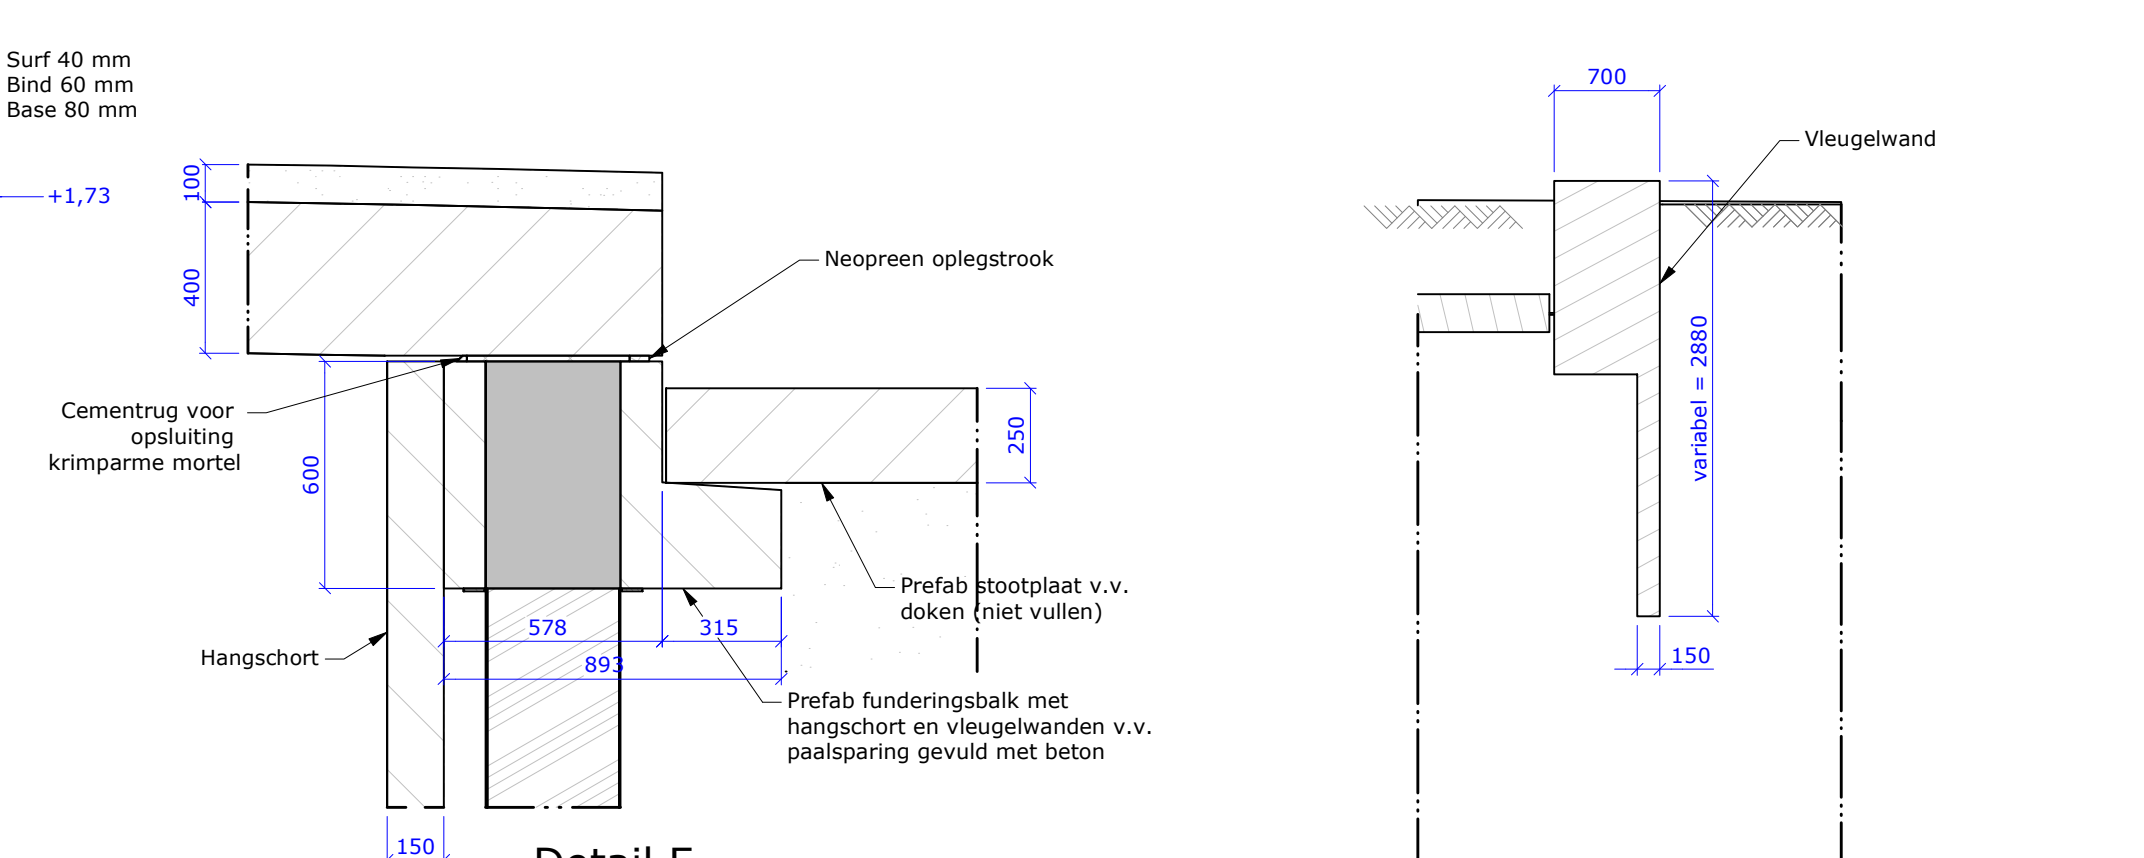 Surf 40 mm
Bind 60 mm
Base 80 mm
+1,73
100
400
600
Neopreen oplegstrook
Cementrug voor
opsluiting
krimparme mortel
250
Prefab stootplaat v.v.
doken (niet vullen)
578
315
893
Hangschort
Prefab funderingsbalk met
hangschort en vleugelwanden v.v.
paalsparing gevuld met beton
150
700
Vleugelwand
variabel = 2880
150